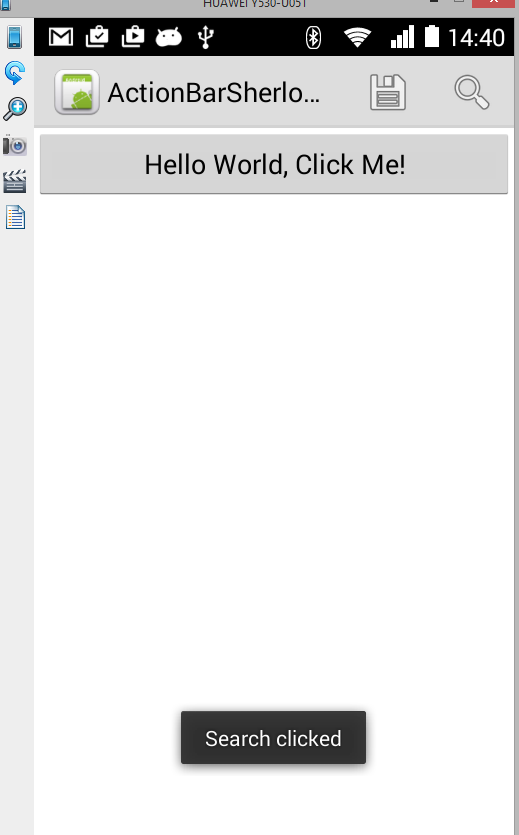 HUAWEI Y530-U051
14:40
ActionBarSherlo...
Hello World, Click Me!
Search clicked